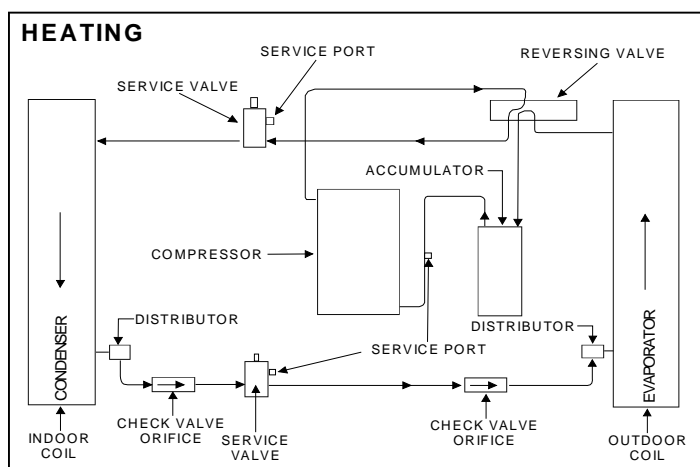 HEATING
SERVICE PORT
REVERSING VALVE
SERVICE VALVE
ACCUMULATOR
COMPRESSOR
CONDENSER
EVAPORATOR
DISTRIBUTOR
DISTRIBUTOR
SERVICE PORT
INDOOR
COIL
CHECK VALVE
ORIFICE
SERVICE
VALVE
CHECK VALVE
ORIFICE
OUTDOOR
COIL